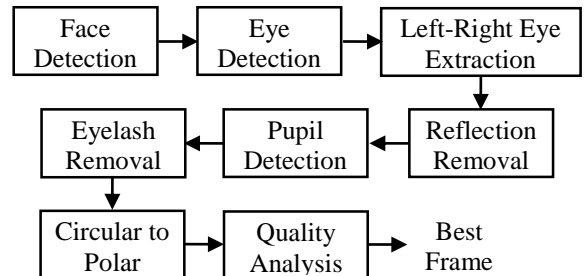 Face
Detection
Eye
Detection
Left-Right Eye
Extraction
Reflection
Removal
Pupil
Detection
Eyelash
Removal
Circular to
Polar
Quality
Analysis
Best
Frame